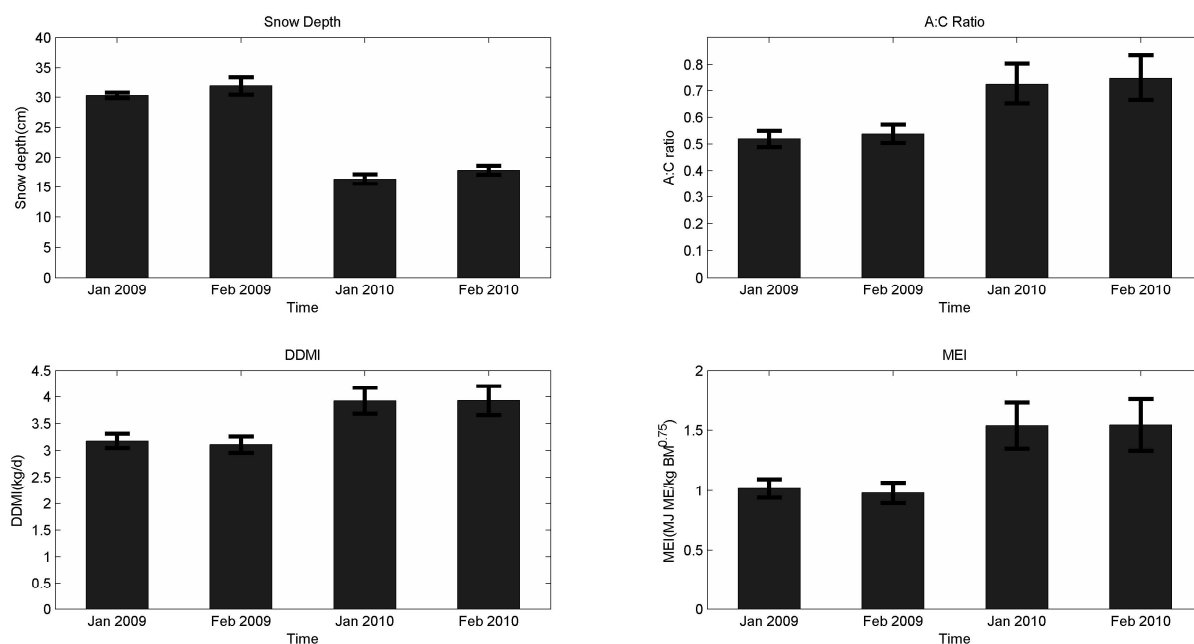 Snow Depth
Snow depth(cm)
40
35
30
25
20
15
10
5
0
Jan 2009 Feb 2009 Jan 2010 Feb 2010
Time
A:C Ratio
A:C ratio
0.8
0.7
0.6
0.5
0.4
0.3
0.2
0.1
0
Jan 2009 Feb 2009 Jan 2010 Feb 2010
Time
DDMI
DDMI(kg/d)
4.5
4
3.5
3
2.5
2
1.5
1
0.5
0
Jan 2009 Feb 2009 Jan 2010 Feb 2010
Time
MEI
MEI(MJ ME/kg BM^0.75)
2
1.5
1
0.5
0
Jan 2009 Feb 2009 Jan 2010 Feb 2010
Time